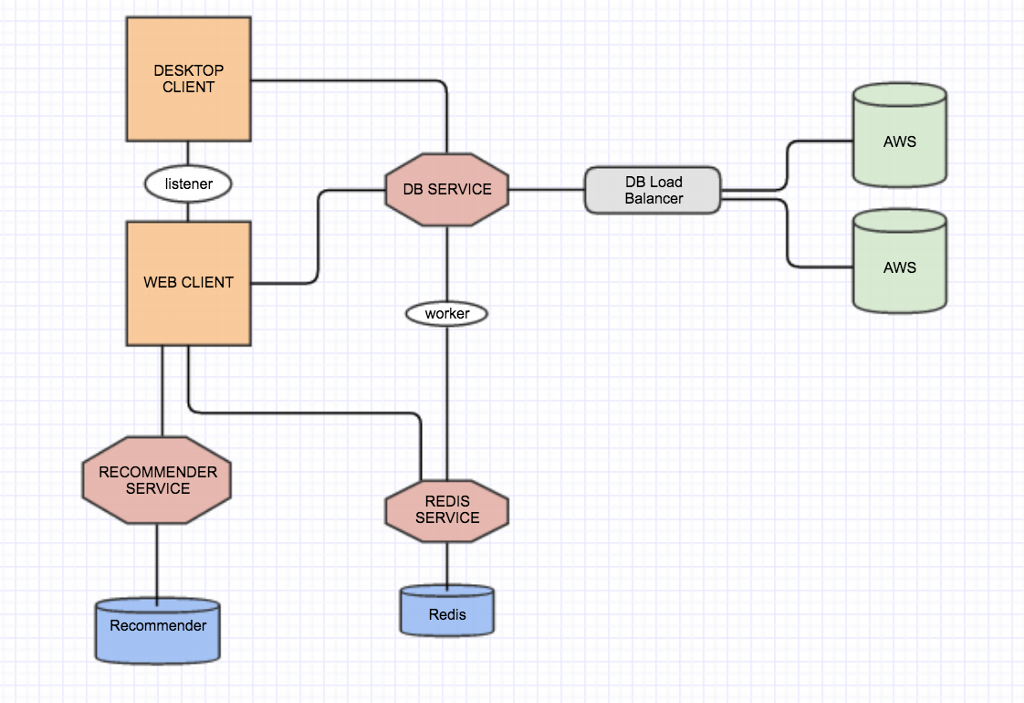 DESKTOP
CLIENT
listener
WEB CLIENT
DB SERVICE
DB Load
Balancer
AWS
AWS
worker
RECOMMENDER
SERVICE
REDIS
SERVICE
Recommender
Redis